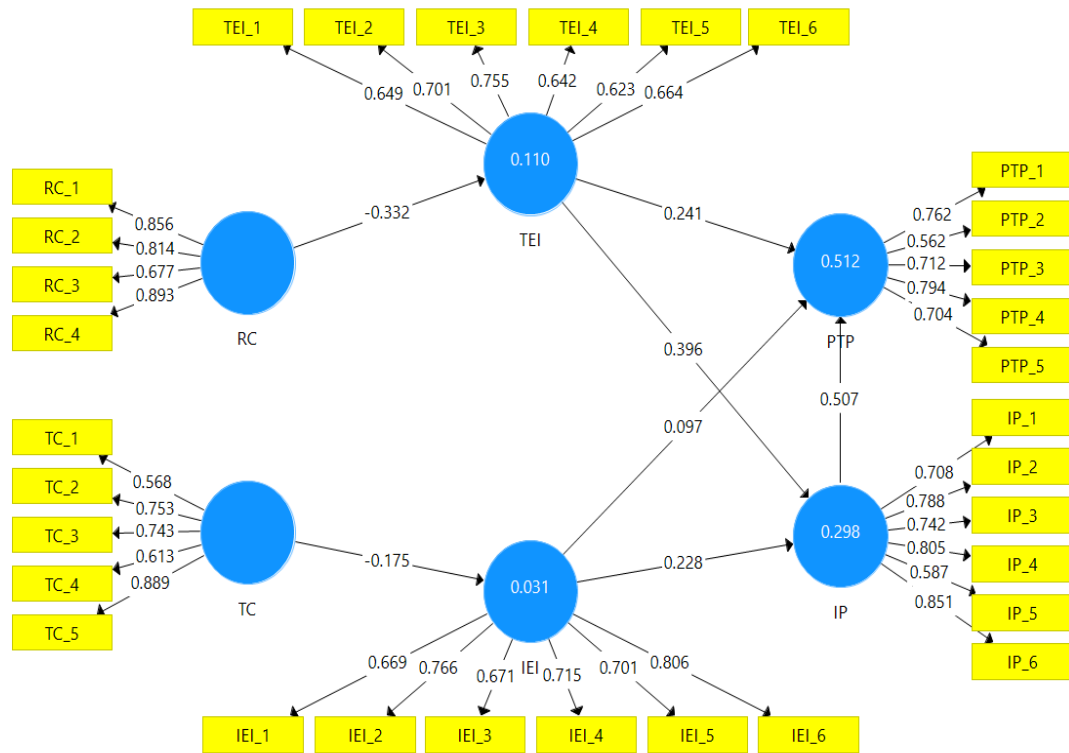 TEI_1 TEI_2 TEI_3 TEI_4 TEI_5 TEI_6
0.649 0.701 0.755 0.642 0.623 0.664
0.110
TEI
RC_1
RC_2
RC_3
RC_4
0.856
0.814
0.677
0.893
RC
-0.332
0.241
0.396
0.097
PTP_1
PTP_2
PTP_3
PTP_4
PTP_5
0.762
0.562
0.712
0.794
0.704
0.512
PTP
0.507
TC_1
TC_2
TC_3
TC_4
TC_5
0.568
0.753
0.743
0.613
0.889
TC
-0.175
0.228
0.031
IEI
IP_1
IP_2
IP_3
IP_4
IP_5
IP_6
0.708
0.788
0.742
0.805
0.587
0.851
0.298
IP
0.669 0.766 0.671 0.715 0.701 0.806
IEI_1 IEI_2 IEI_3 IEI_4 IEI_5 IEI_6